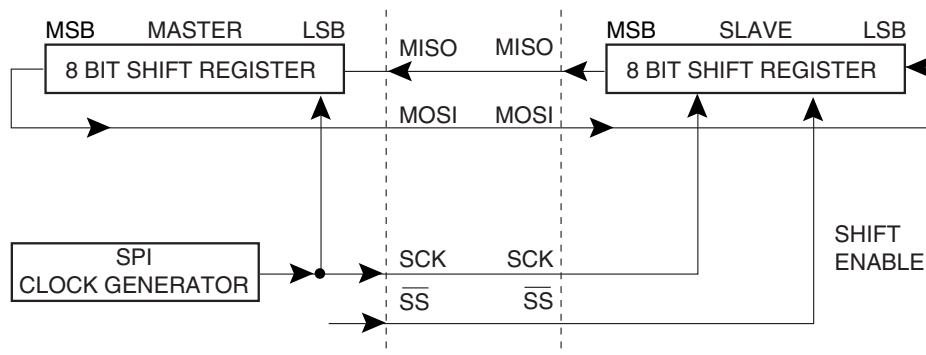 MSB MASTER LSB
8 BIT SHIFT REGISTER
MISO MISO
MSB SLAVE LSB
8 BIT SHIFT REGISTER
MOSI MOSI
SPI
CLOCK GENERATOR
SCK SCK
SS SS
SHIFT
ENABLE